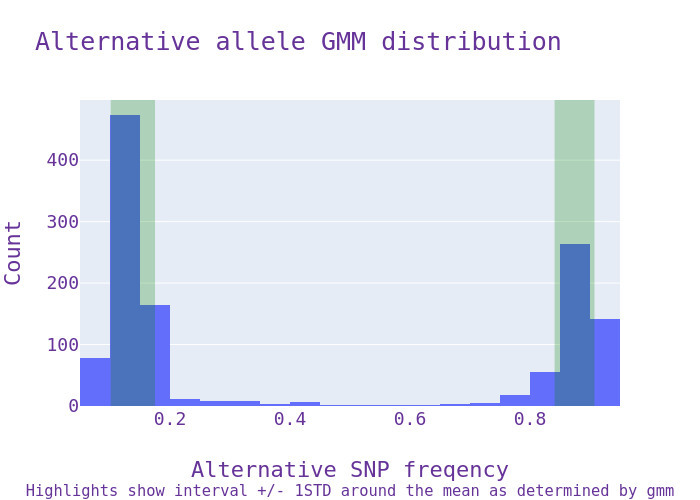 Alternative allele GMM distribution
400
300
200
100
0
Count
0.2 0.4 0.6 0.8
Alternative SNP freqency
Highlights show interval +/- 1STD around the mean as determined by gmm